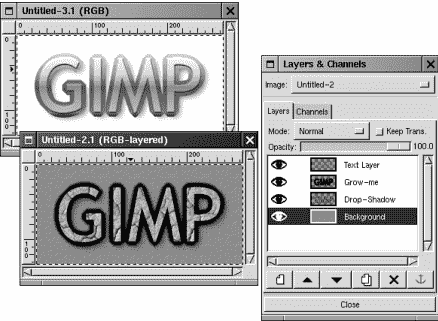 Untitled-3.1 (RGB)
0 100 200
GIMP
100
Untitled-2.1 (RGB-layered)
0 100 200
GIMP
100
Layers & Channels
Image: Untitled-2
Layers Channels
Mode: Normal Keep Trans.
Opacity: 100.0
Text Layer
Grow-me
Drop-Shadow
Background
Close